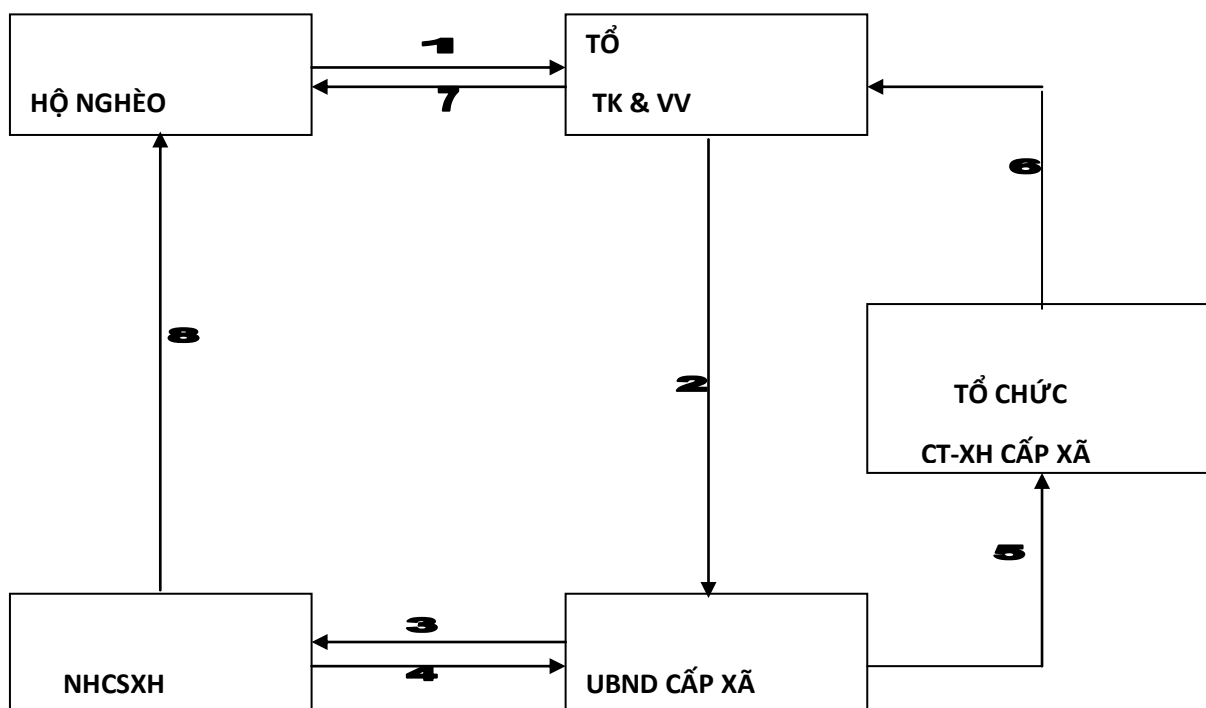 1
TỔ
HỘ NGHÈO
7
TK & VV
6
8
2
TỔ CHỨC
CT-XH CẤP XÃ
5
3
NHCSXH
4
UBND CẤP XÃ